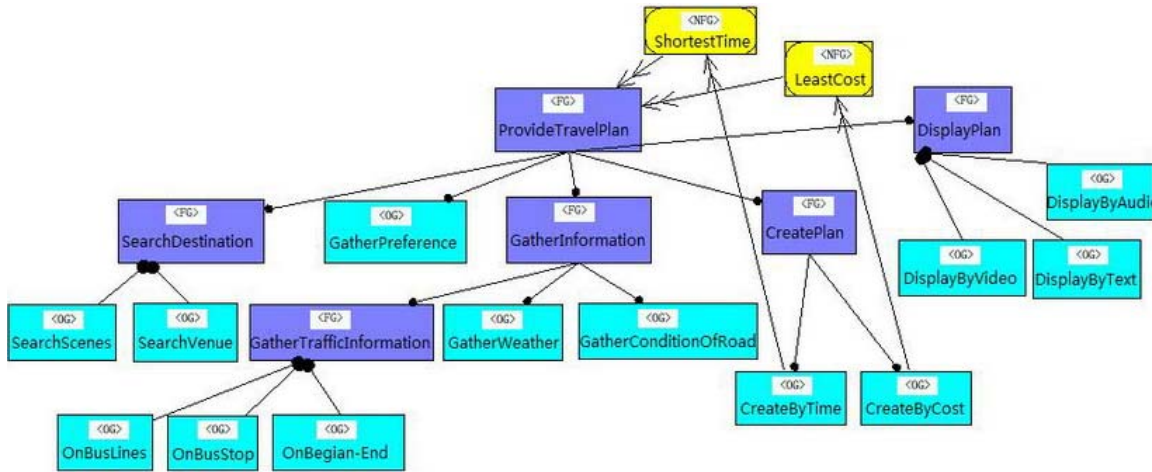 <NFG>
ShortestTime
<NFG>
LeastCost
<FG>
ProvideTravelPlan
<FG>
DisplayPlan
<OG>
DisplayByAudio
<FG>
SearchDestination
<OG>
GatherPreference
<FG>
GatherInformation
<FG>
CreatePlan
<OG>
DisplayByVideo
<OG>
DisplayByText
<OG>
SearchScenes
<OG>
SearchVenue
<FG>
GatherTrafficInformation
<OG>
GatherWeather
<OG>
GatherConditionOfRoad
<OG>
CreateByTime
<OG>
CreateByCost
<OG>
OnBusLines
<OG>
OnBusStop
<OG>
OnBegian-End